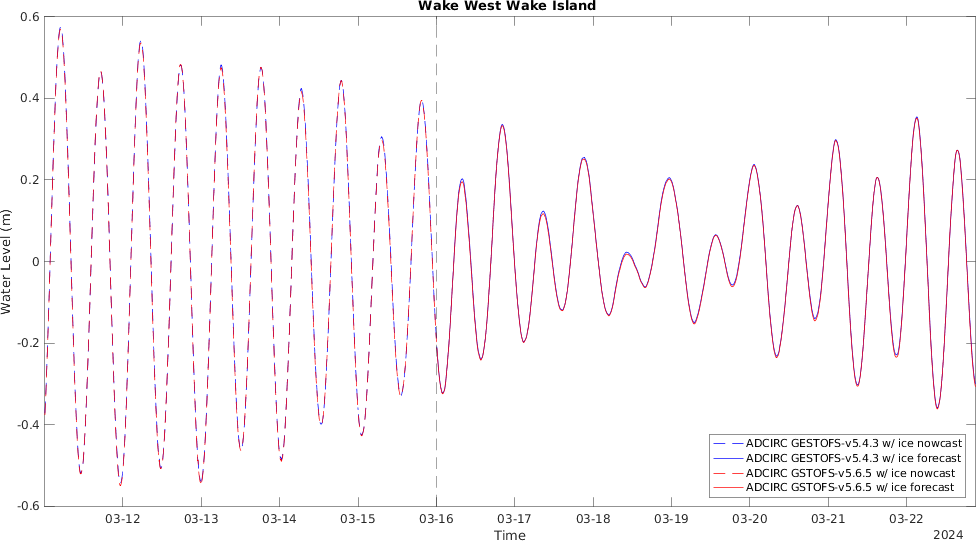 Wake West Wake Island
0.6
0.4
0.2
0
-0.2
-0.4
-0.6
Water Level (m)
03-12 03-13 03-14 03-15 03-16 03-17 03-18 03-19 03-20 03-21 03-22
Time
2024
ADCIRC GESTOFS-v5.4.3 w/ ice nowcast
ADCIRC GESTOFS-v5.4.3 w/ ice forecast
ADCIRC GSTOFS-v5.6.5 w/ ice nowcast
ADCIRC GSTOFS-v5.6.5 w/ ice forecast